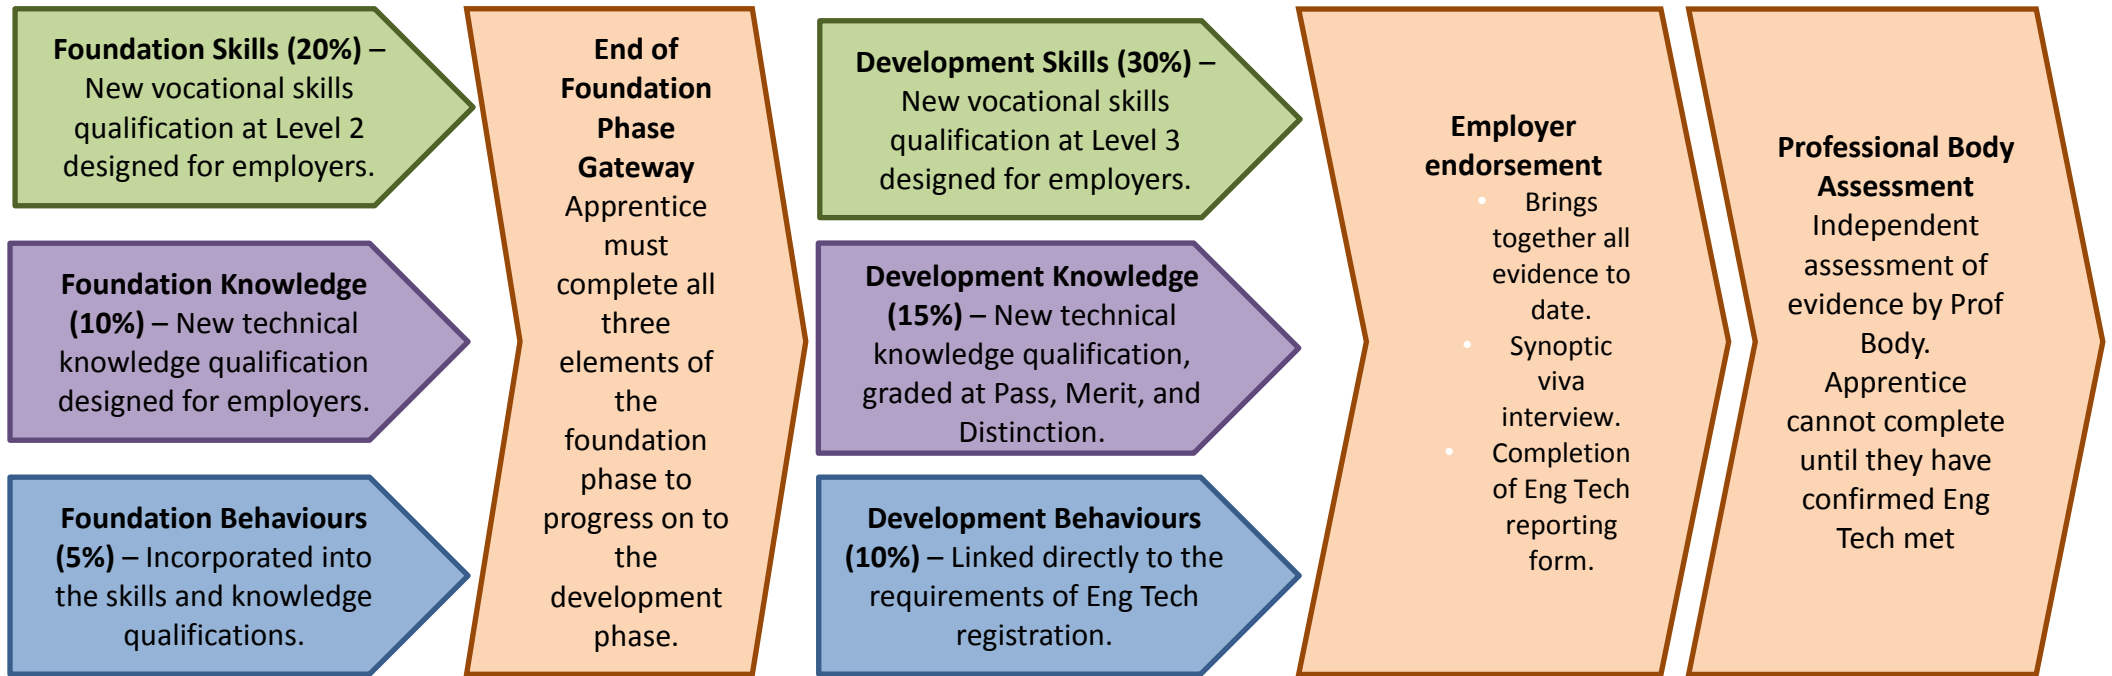 Foundation Skills (20%) –
New vocational skills
qualification at Level 2
designed for employers.
Foundation Knowledge
(10%) – New technical
knowledge qualification
designed for employers.
Foundation Behaviours
(5%) – Incorporated into
the skills and knowledge
qualifications.
End of
Foundation
Phase
Gateway
Apprentice
must
complete all
three
elements of
the
foundation
phase to
progress on to
the
development
phase.
Development Skills (30%) –
New vocational skills
qualification at Level 3
designed for employers.
Development Knowledge
(15%) – New technical
knowledge qualification,
graded at Pass, Merit, and
Distinction.
Development Behaviours
(10%) – Linked directly to the
requirements of Eng Tech
registration.
Employer
endorsement
• Brings
together all
evidence to
date.
• Synoptic
viva
interview.
• Completion
of Eng Tech
reporting
form.
Professional Body
Assessment
Independent
assessment of
evidence by Prof
Body.
Apprentice
cannot complete
until they have
confirmed Eng
Tech met